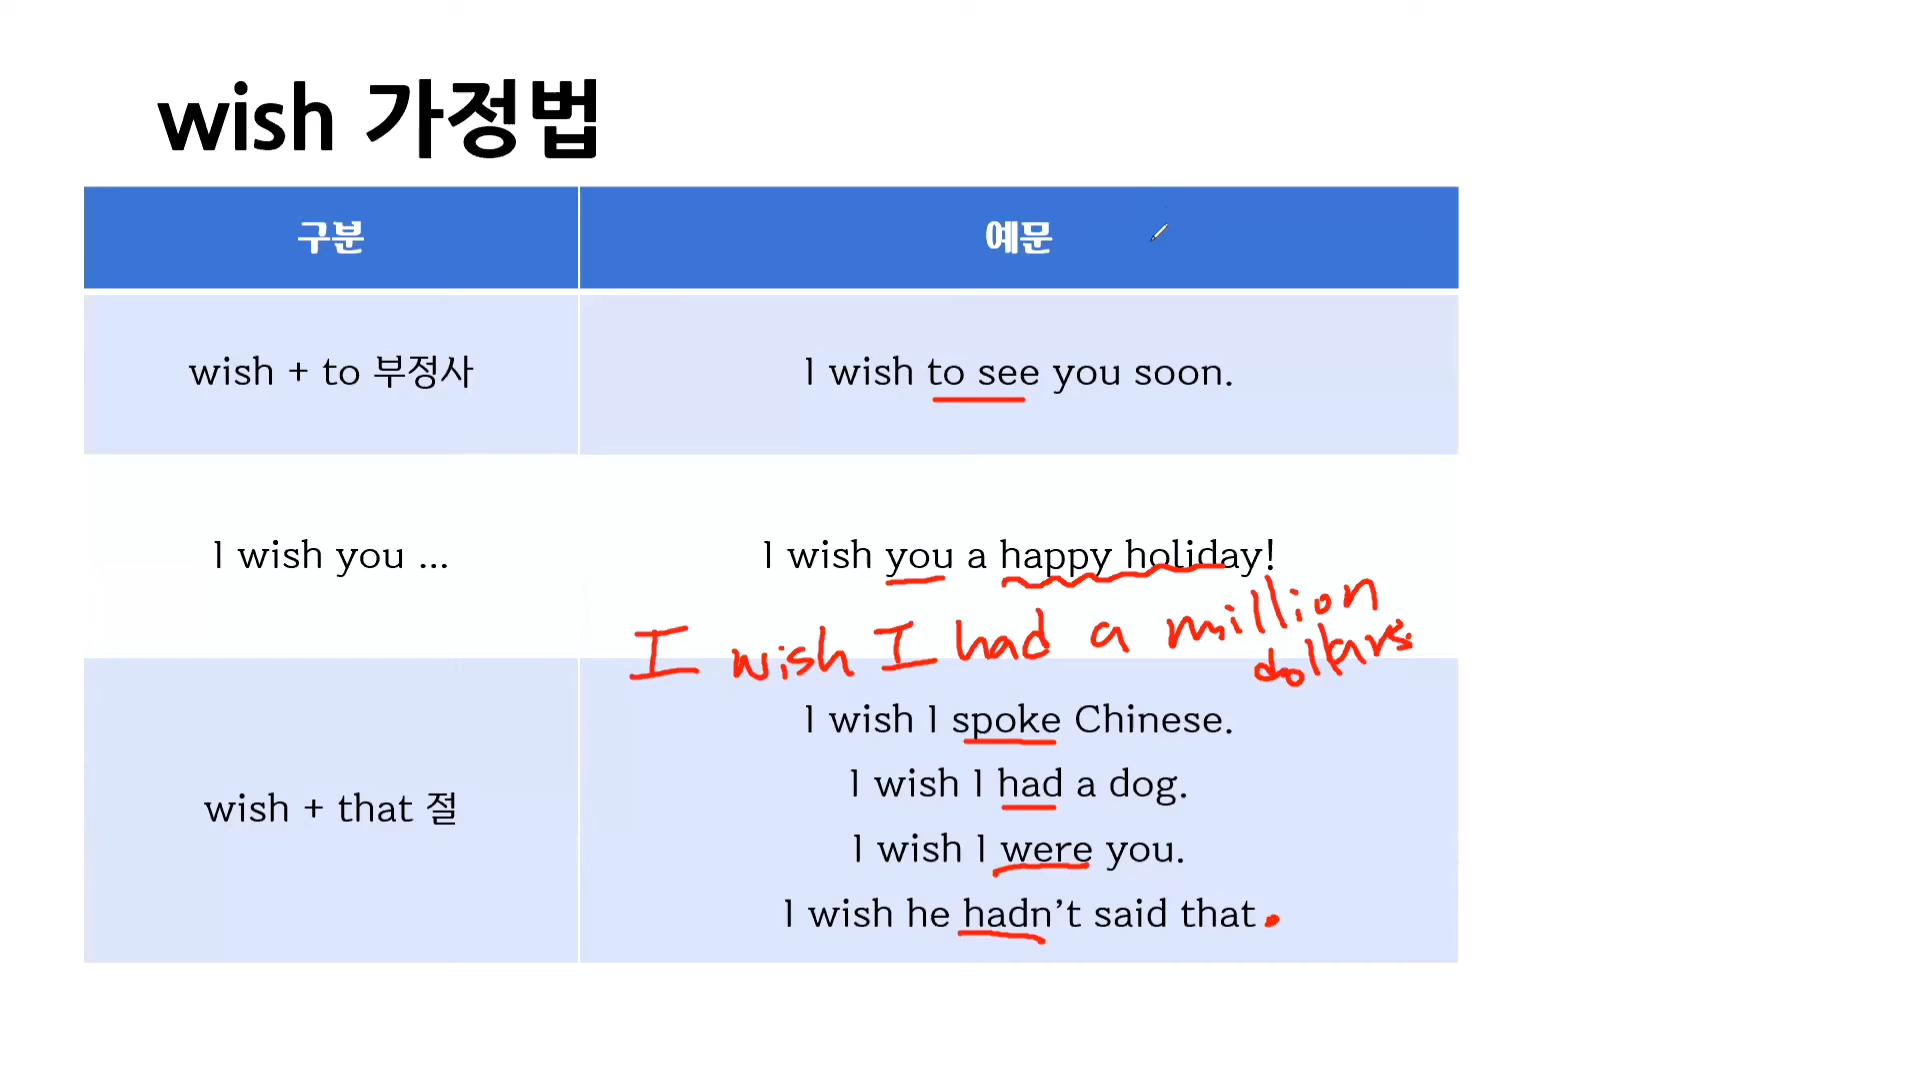 wish 가정법
구분
예문
wish + to 부정사
I wish to see you soon.
I wish you ...
I wish you a happy holiday!
I wish I had a million
dollars.
wish + that 절
I wish I spoke Chinese.
I wish I had a dog.
I wish I were you.
I wish he hadn’t said that.